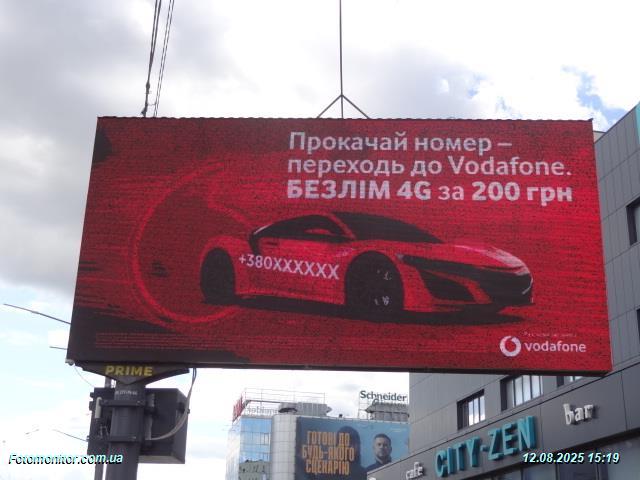 Прокачай номер –
переходь до Vodafone.
БЕЗЛІМ 4G за 200 грн
+380XXXXXX
vodafone
PRIME
Schneider
ГОТОВІ ДО
БУДЬ-ЯКОГО
СЦЕНАРІЮ
cafe CITY-ZEN bar
Fotomonitor.com.ua
12.08.2025 15:19